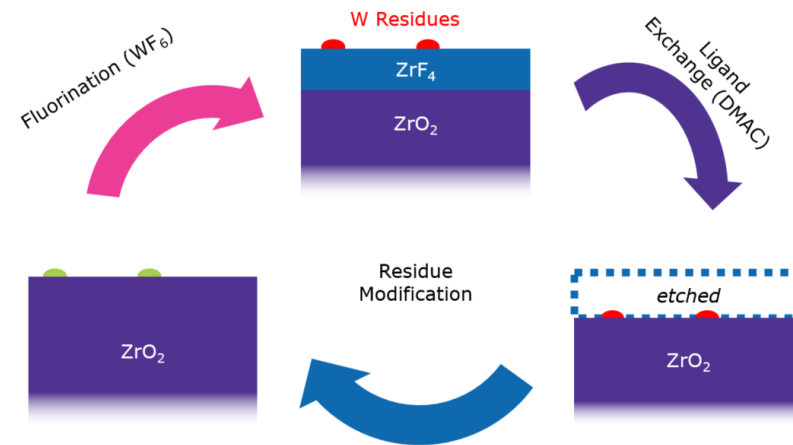 Fluorination (WF₆)
W Residues
ZrF₄
ZrO₂
Ligand
Exchange (DMAC)
ZrO₂
Residue
Modification
etched
ZrO₂